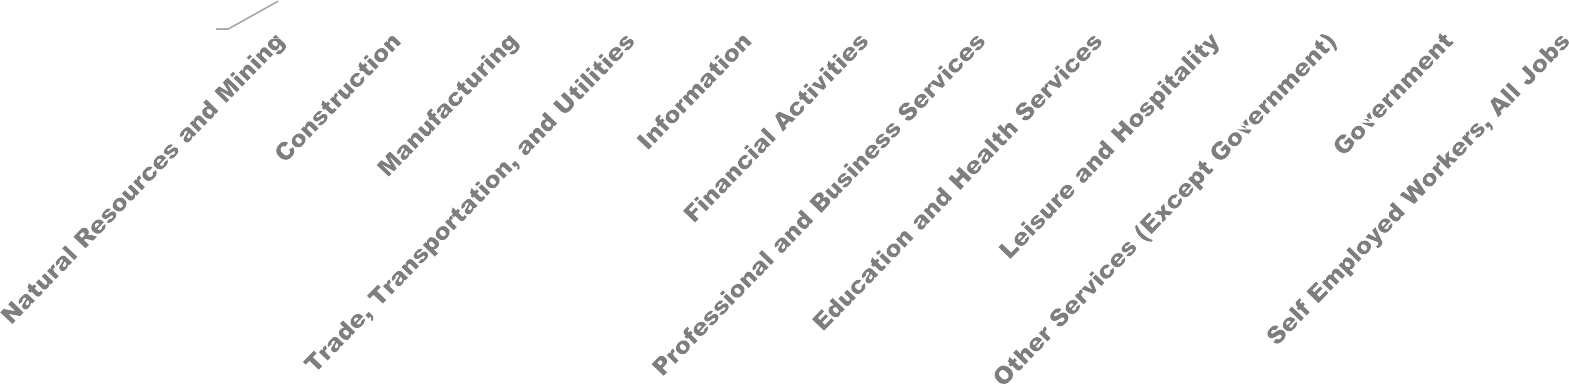 Natural Resources and Mining
Construction
Manufacturing
Trade, Transportation, and Utilities
Information
Financial Activities
Professional and Business Services
Education and Health Services
Leisure and Hospitality
Other Services (Except Government)
Government
Self Employed Workers, All Jobs